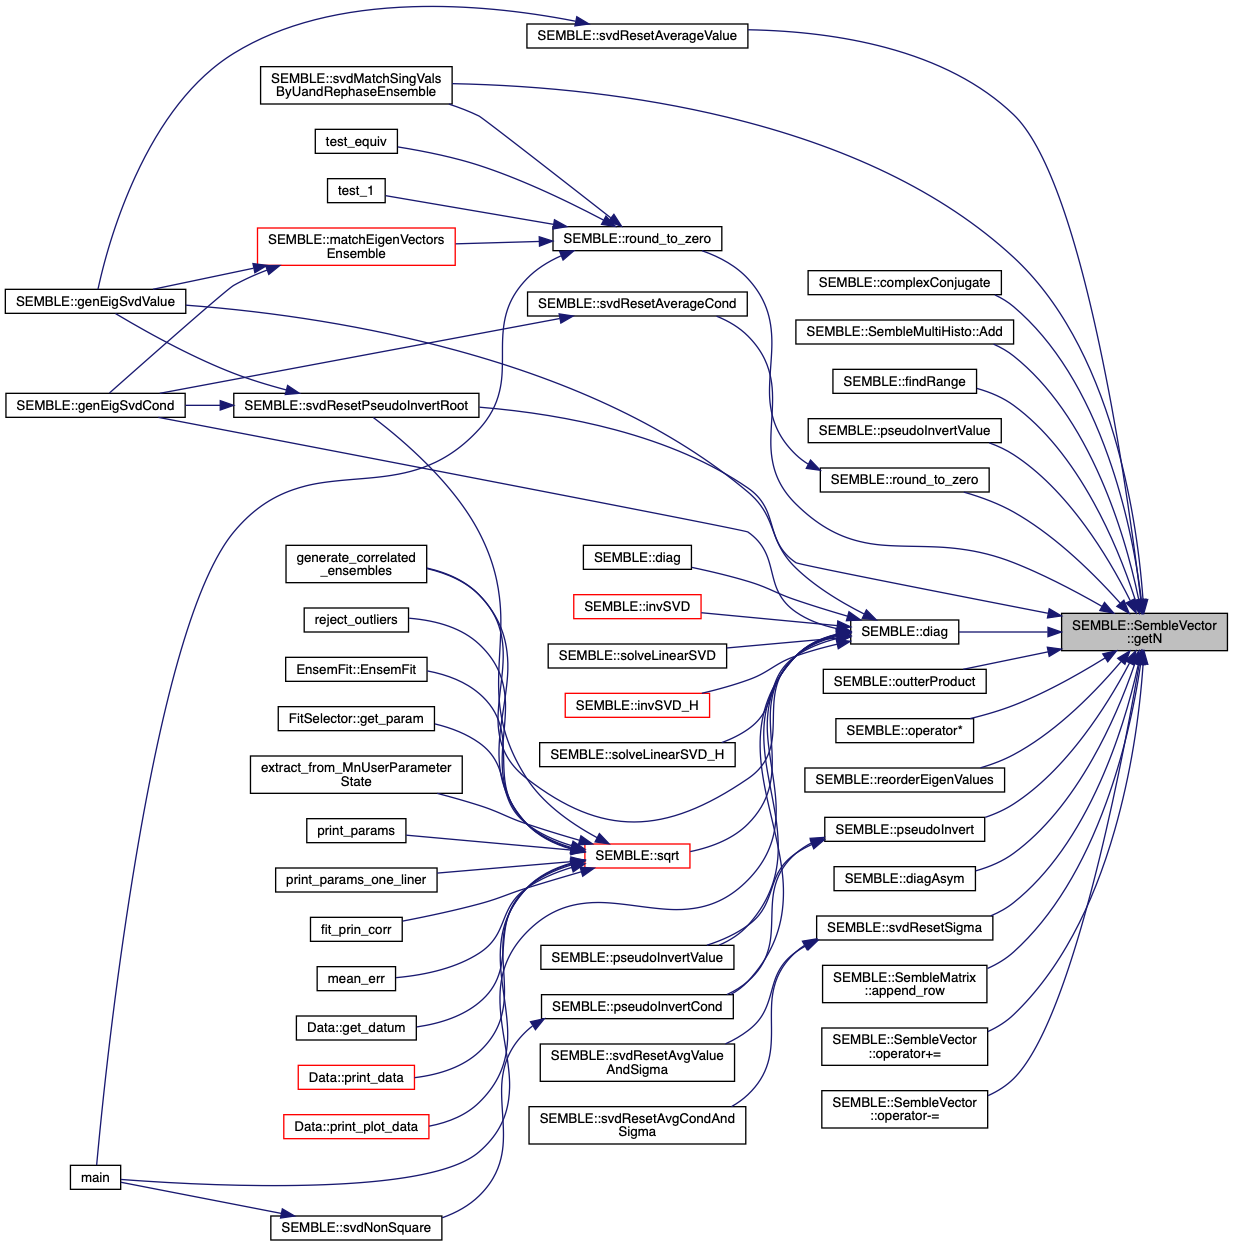 SEMBLE::svdResetAverageValue
SEMBLE::svdMatchSingVals
ByUandRephaseEnsemble
test_equiv
test_1
SEMBLE::matchEigenVectors
Ensemble
SEMBLE::round_to_zero
SEMBLE::genEigSvdValue
SEMBLE::svdResetAverageCond
SEMBLE::complexConjugate
SEMBLE::SembleMultiHisto::Add
SEMBLE::findRange
SEMBLE::genEigSvdCond
SEMBLE::svdResetPseudoInvertRoot
SEMBLE::pseudoInvertValue
SEMBLE::round_to_zero
generate_correlated
_ensembles
SEMBLE::diag
reject_outliers
SEMBLE::invSVD
SEMBLE::diag
SEMBLE::SembleVector
::getN
EnsemFit::EnsemFit
SEMBLE::solveLinearSVD
SEMBLE::outterProduct
FitSelector::get_param
SEMBLE::invSVD_H
SEMBLE::operator*
extract_from_MnUserParameter
State
SEMBLE::solveLinearSVD_H
SEMBLE::reorderEigenValues
print_params
SEMBLE::sqrt
SEMBLE::pseudoInvert
print_params_one_liner
SEMBLE::diagAsym
fit_prin_corr
SEMBLE::svdResetSigma
mean_err
SEMBLE::pseudoInvertValue
SEMBLE::SembleMatrix
::append_row
Data::get_datum
SEMBLE::pseudoInvertCond
SEMBLE::SembleVector
::operator+=
Data::print_data
SEMBLE::svdResetAvgValue
AndSigma
SEMBLE::SembleVector
::operator-=
Data::print_plot_data
SEMBLE::svdResetAvgCondAnd
Sigma
main
SEMBLE::svdNonSquare